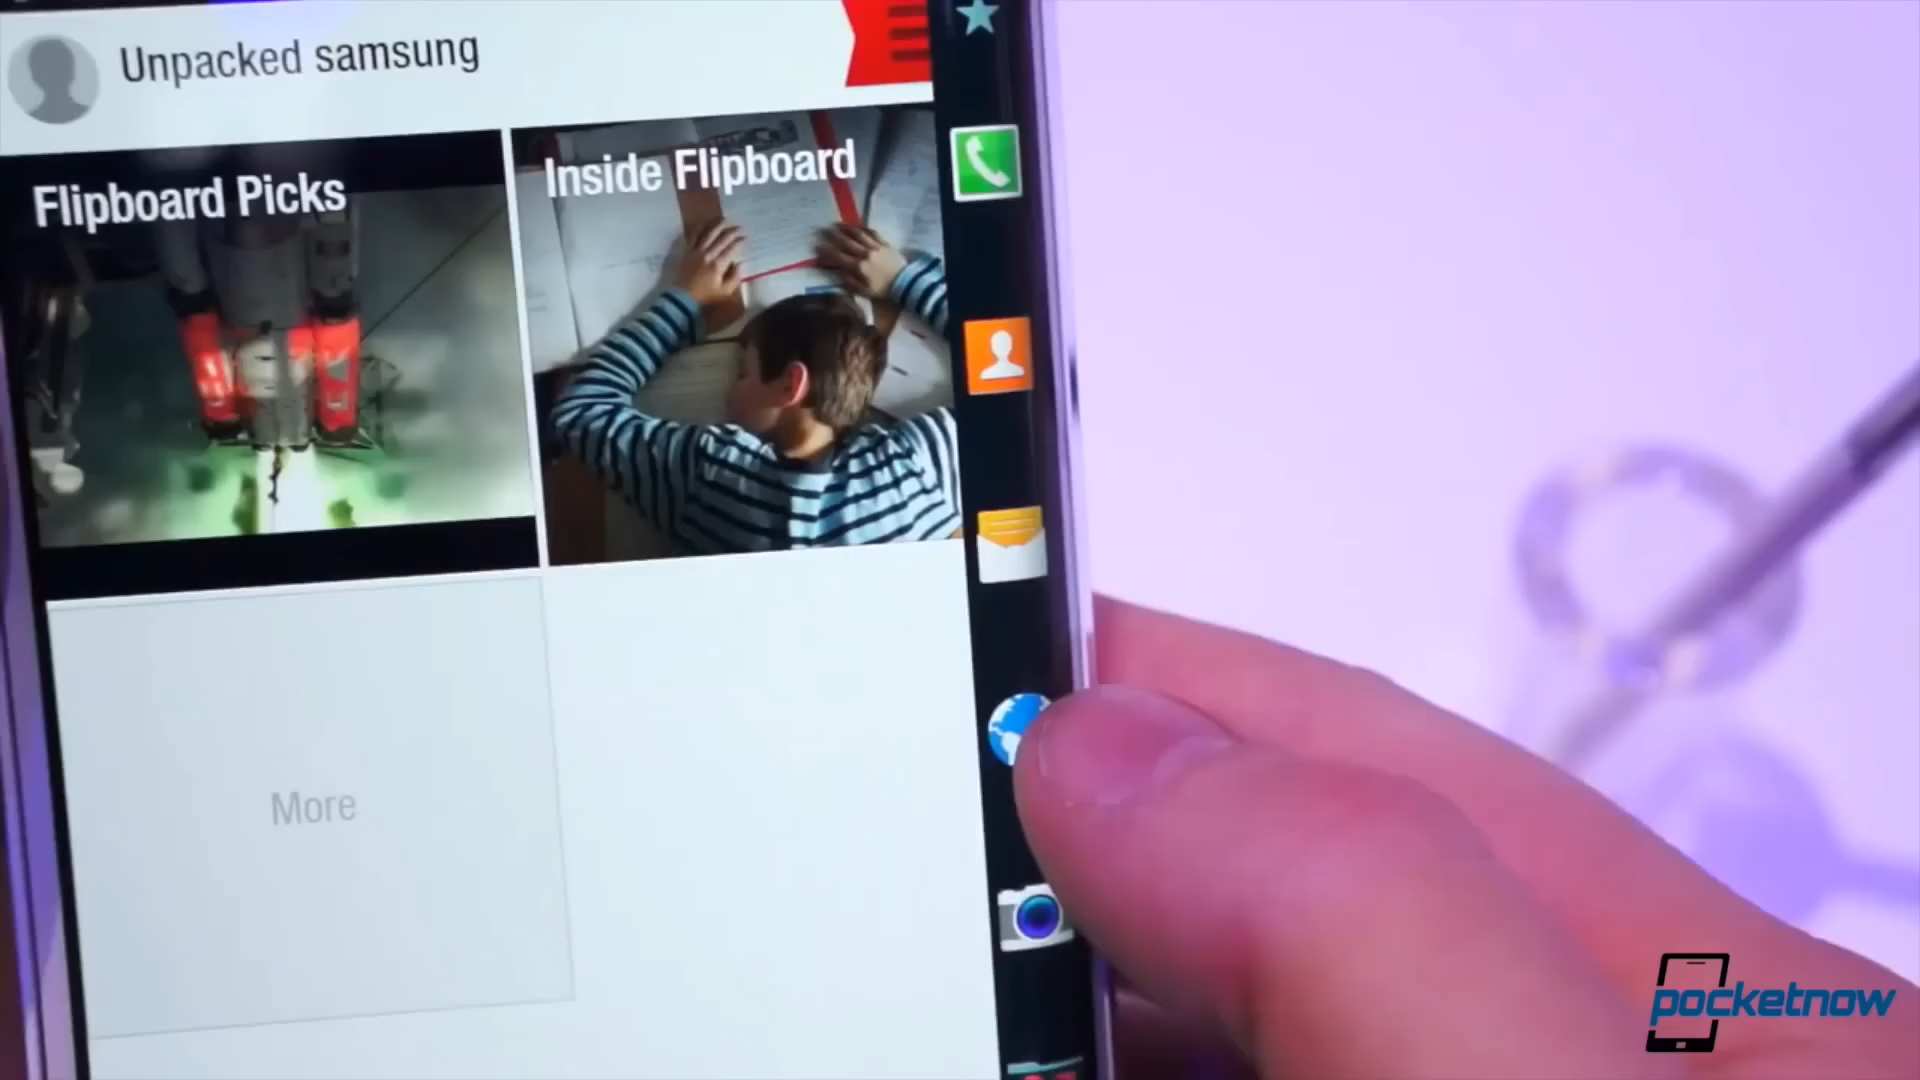 Unpacked samsung
Flipboard Picks
Inside Flipboard
More
pocketnow